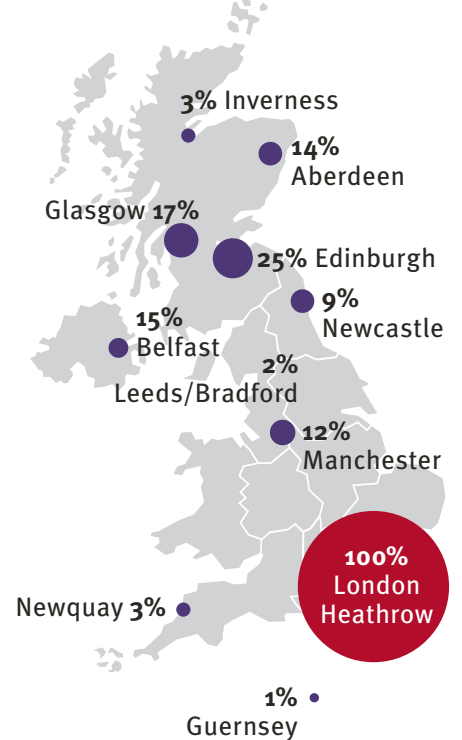 3% Inverness
14%
Aberdeen
Glasgow 17%
25% Edinburgh
9%
Newcastle
15%
Belfast
2%
Leeds/Bradford
12%
Manchester
100%
London
Heathrow
Newquay 3%
1%
Guernsey